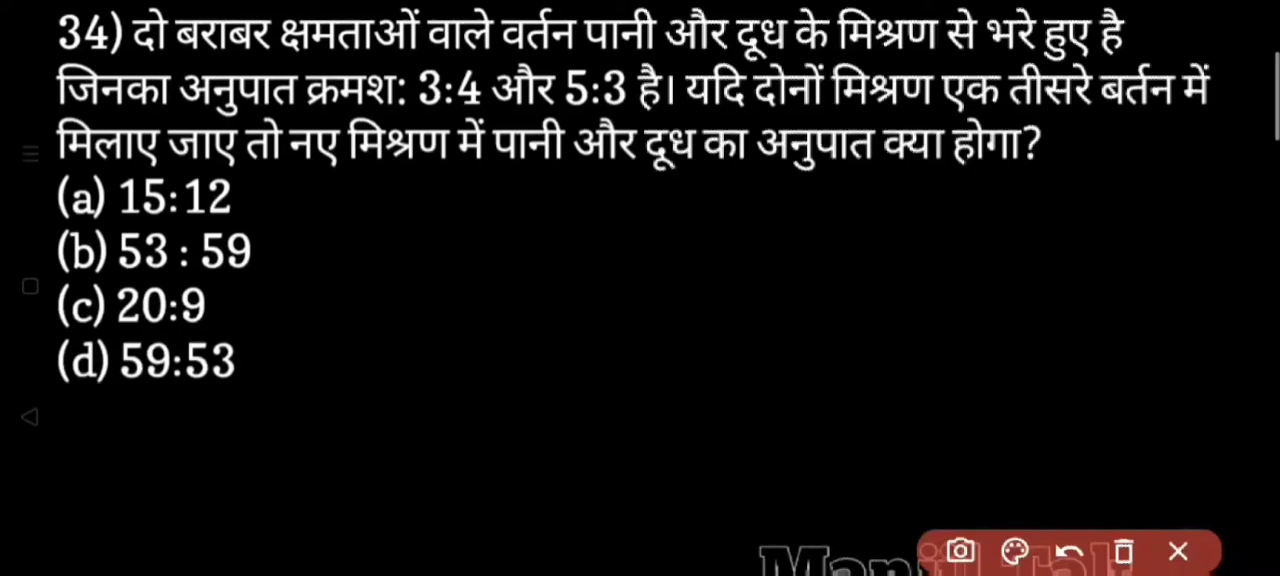 34) दो बराबर क्षमताओं वाले वर्तन पानी और दूध के मिश्रण से भरे हुए है
जिनका अनुपात क्रमश: 3:4 और 5:3 है। यदि दोनों मिश्रण एक तीसरे बर्तन में
मिलाए जाए तो नए मिश्रण में पानी और दूध का अनुपात क्या होगा?
(a) 15:12
(b) 53 : 59
(c) 20:9
(d) 59:53